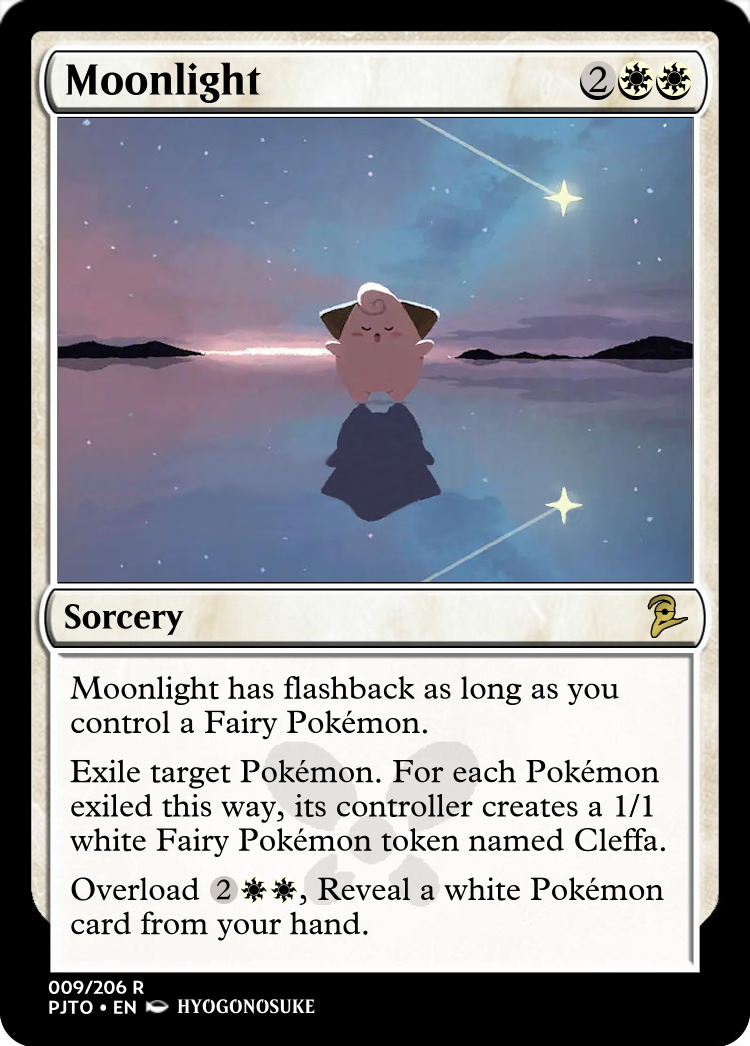 Moonlight 2
Sorcery
Moonlight has flashback as long as you
control a Fairy Pokémon.
Exile target Pokémon. For each Pokémon
exiled this way, its controller creates a 1/1
white Fairy Pokémon token named Cleffa.
Overload 2, Reveal a white Pokémon
card from your hand.
009/206 R
PJTO • EN HYOGONOSUKE